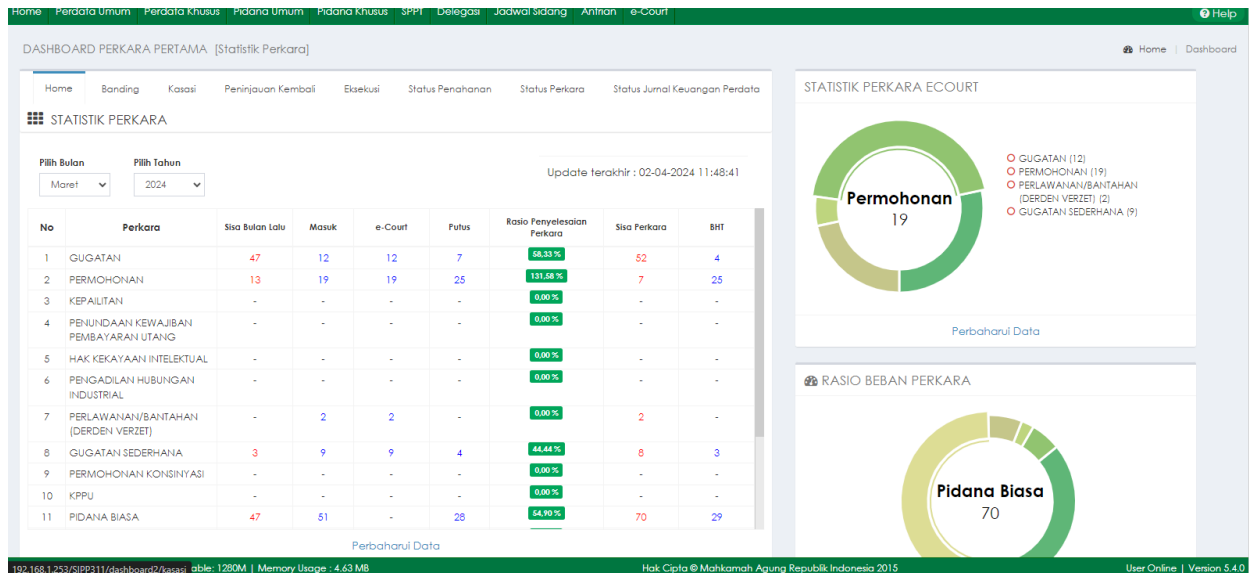 Home Perdata Umum Perdata Khusus Pidana Umum Pidana Khusus SPPT Delegasi Jadwal Sidang Antrian e-Court Help
DASHBOARD PERKARA PERTAMA [Statistik Perkara] Home | Dashboard
Home Banding Kasasi Peninjauan Kembali Eksekusi Status Penahanan Status Perkara Status Jurnal Keuangan Perdata
STATISTIK PERKARA
Pilih Bulan Pilih Tahun
Maret 2024
Update terakhir : 02-04-2024 11:48:41
No Perkara Sisa Bulan Lalu Masuk e-Court Putus Rasio Penyelesaian Perkara Sisa Perkara BHT
1 GUGATAN 47 12 12 7 58,33 % 52 4
2 PERMOHONAN 13 19 19 25 131,58 % 7 25
3 KEPAILITAN - - - - 0,00 % - -
4 PENUNDAAN KEWAJIBAN - - - - 0,00 % - -
PEMBAYARAN UTANG
5 HAK KEKAYAAN INTELEKTUAL - - - - 0,00 % - -
6 PENGADILAN HUBUNGAN - - - - 0,00 % - -
INDUSTRIAL
7 PERLAWANAN/BANTAHAN - 2 2 - 0,00 % 2 -
(DERDEN VERZET)
8 GUGATAN SEDERHANA 3 9 9 4 44,44 % 8 3
9 PERMOHONAN KONSINYASI - - - - 0,00 % - -
10 KPPU - - - - 0,00 % - -
11 PIDANA BIASA 47 51 - 28 54,90 % 70 29
Perbaharui Data
STATISTIK PERKARA ECOURT
Permohonan
19
GUGATAN (12)
PERMOHONAN (19)
PERLAWANAN/BANTAHAN
(DERDEN VERZET) (2)
GUGATAN SEDERHANA (9)
Perbaharui Data
RASIO BEBAN PERKARA
Pidana Biasa
70
192.168.1.253/SIPP311/dashboard2/kasasi able: 1280M | Memory Usage : 4.63 MB Hak Cipta © Mahkamah Agung Republik Indonesia 2015 User Online | Version 5.4.0